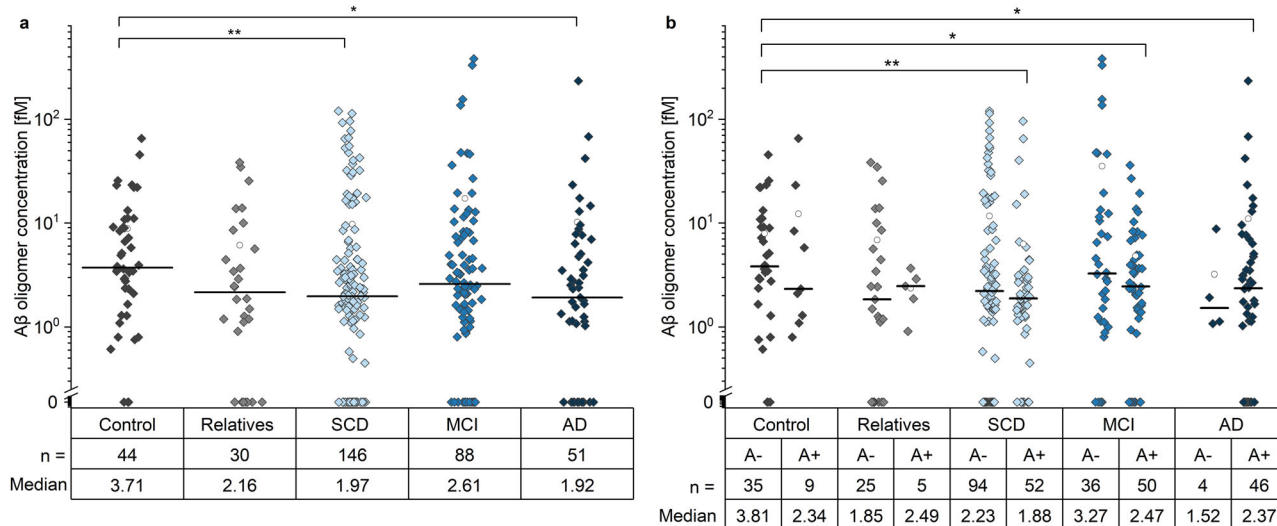 a
*
**
Aβ oligomer concentration [fM]
10²
10¹
10⁰
0
Control Relatives SCD MCI AD
n = 44 30 146 88 51
Median 3.71 2.16 1.97 2.61 1.92
b
*
*
**
Aβ oligomer concentration [fM]
10²
10¹
10⁰
0
Control Relatives SCD MCI AD
A- A+ A- A+ A- A+ A- A+ A- A+
n = 35 9 25 5 94 52 36 50 4 46
Median 3.81 2.34 1.85 2.49 2.23 1.88 3.27 2.47 1.52 2.37